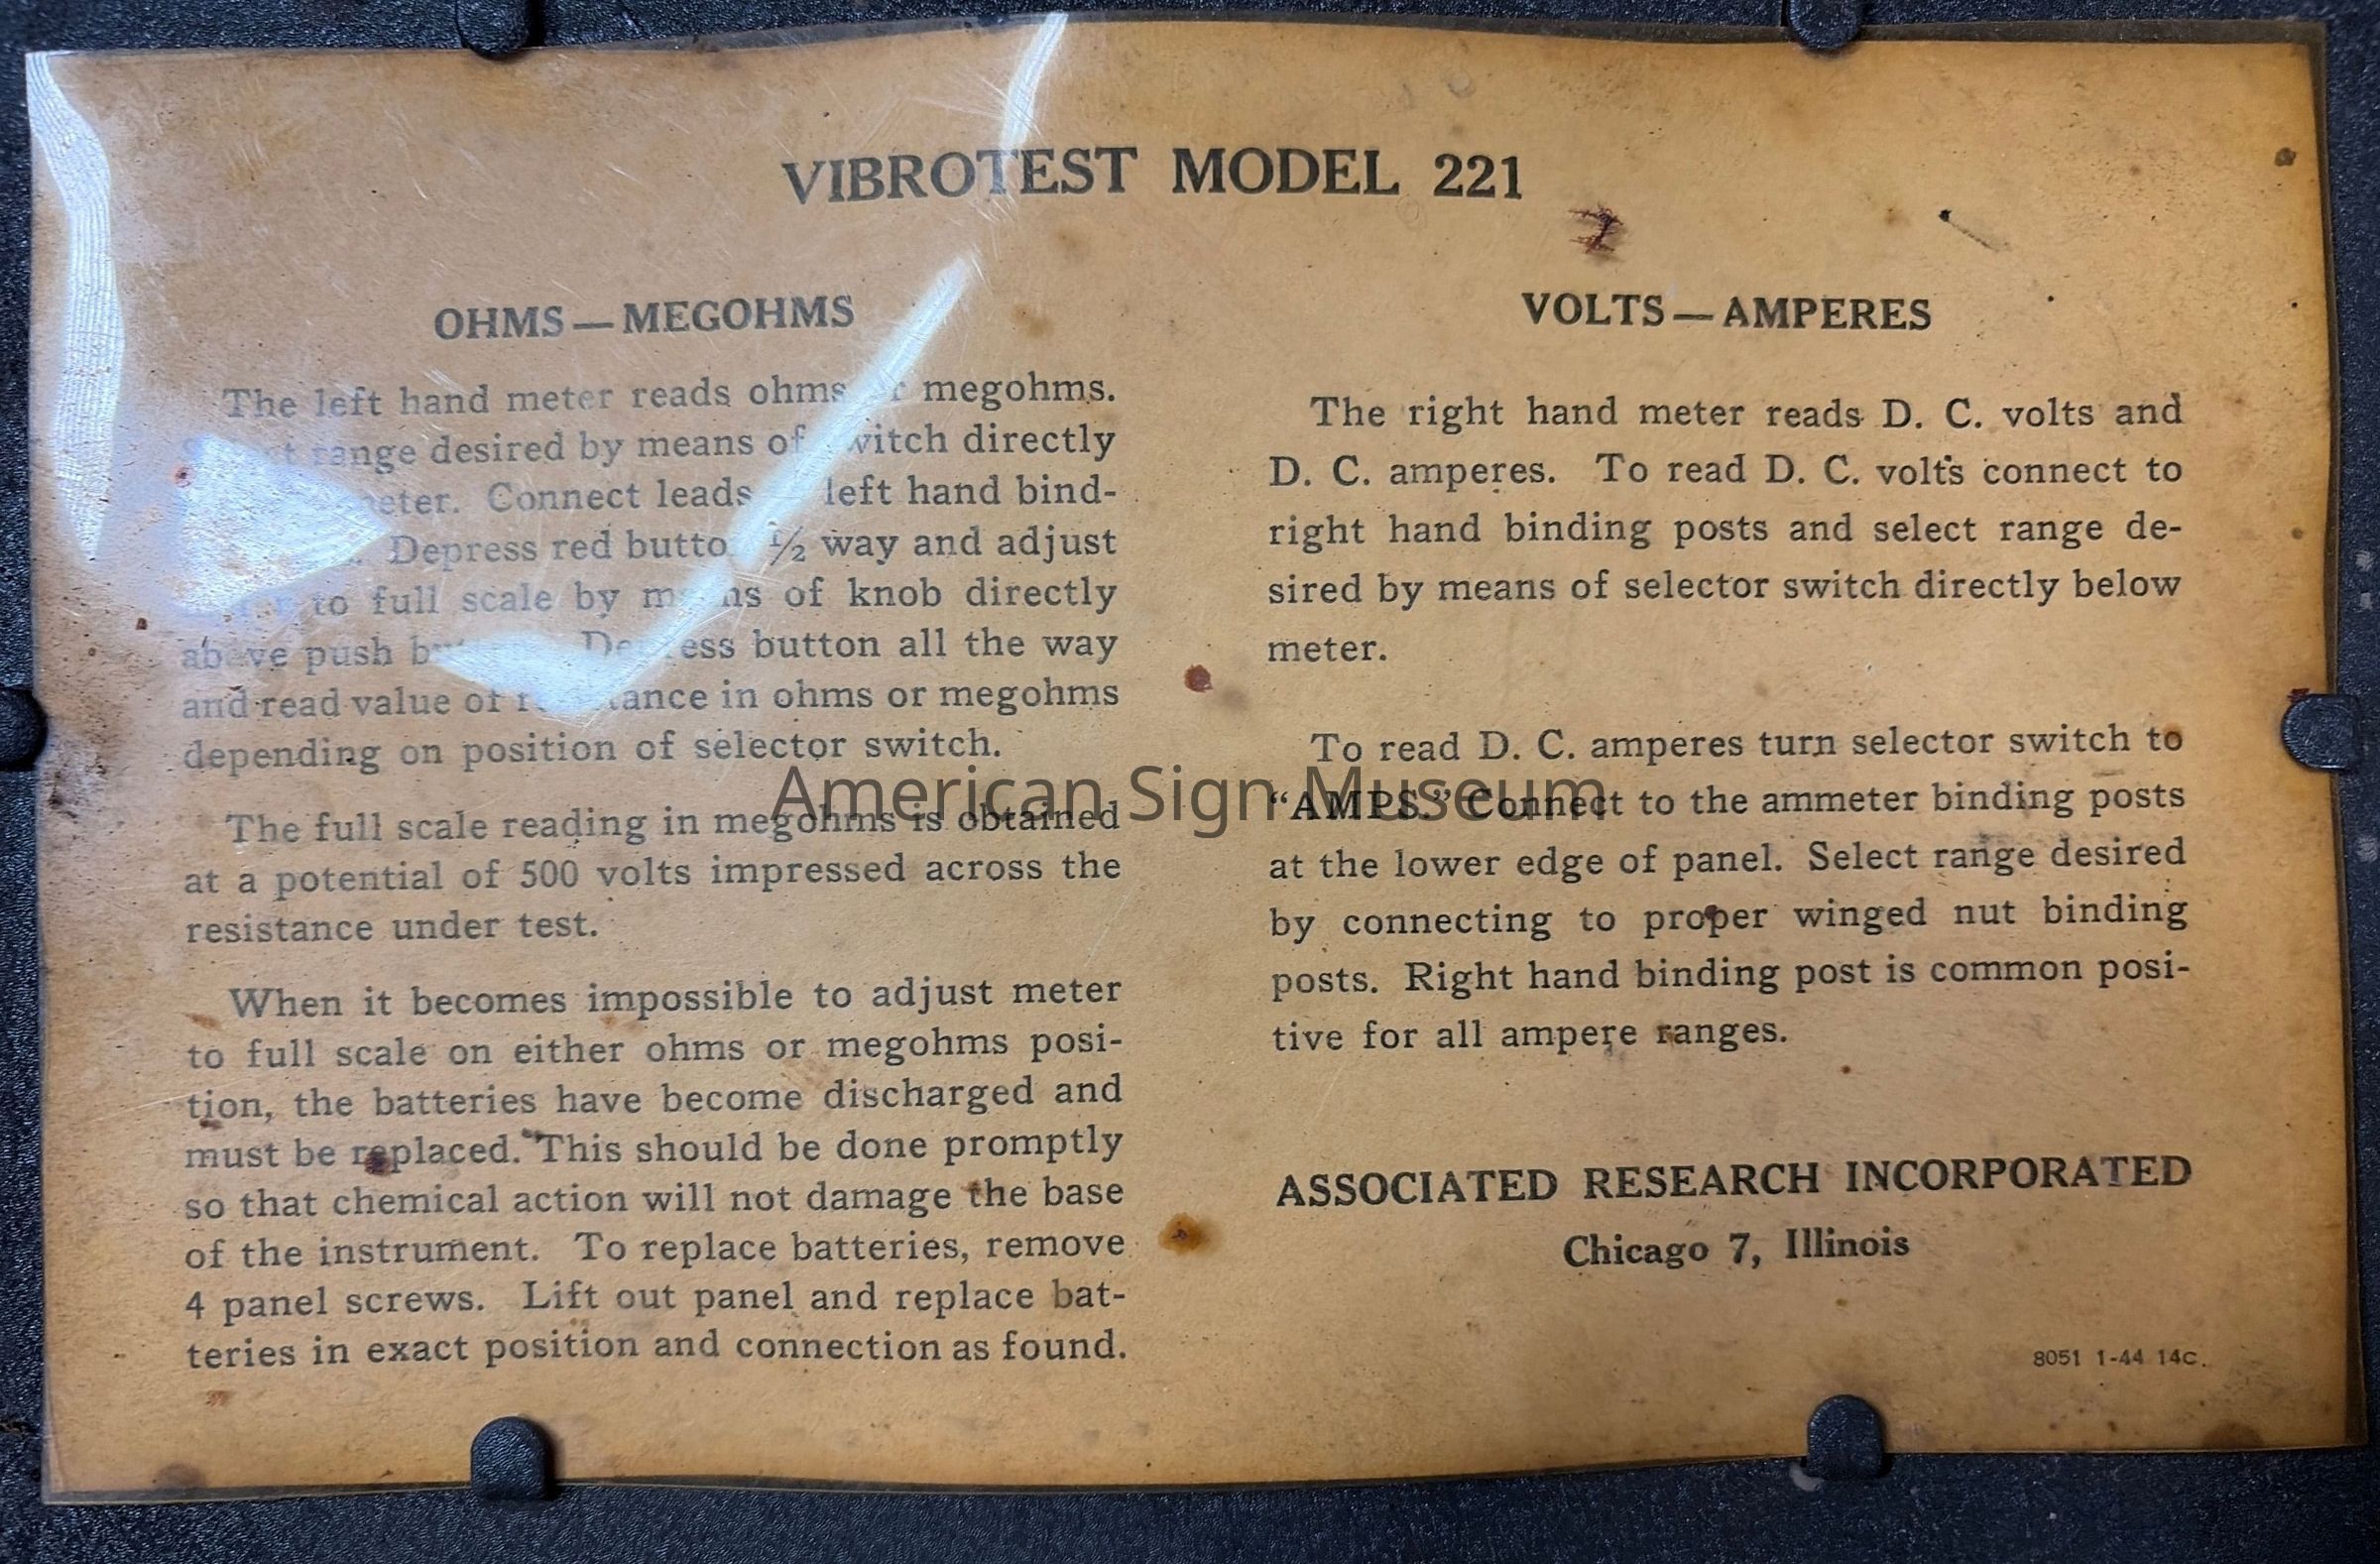 VIBROTEST MODEL 221
OHMS — MEGOHMS
The left hand meter reads ohms or megohms.
range desired by means of switch directly
meter. Connect leads left hand bind-
Depress red button ½ way and adjust
to full scale by means of knob directly
above push Depress button all the way
and read value of resistance in ohms or megohms
depending on position of selector switch.
The full scale reading in megohms is obtained
at a potential of 500 volts impressed across the
resistance under test.
When it becomes impossible to adjust meter
to full scale on either ohms or megohms posi-
tion, the batteries have become discharged and
must be replaced. This should be done promptly
so that chemical action will not damage the base
of the instrument. To replace batteries, remove
4 panel screws. Lift out panel and replace bat-
teries in exact position and connection as found.
VOLTS — AMPERES
The right hand meter reads D. C. volts and
D. C. amperes. To read D. C. volts connect to
right hand binding posts and select range de-
sired by means of selector switch directly below
meter.
To read D. C. amperes turn selector switch to
“AMPS.” Connect to the ammeter binding posts
at the lower edge of panel. Select range desired
by connecting to proper winged nut binding
posts. Right hand binding post is common posi-
tive for all ampere ranges.
ASSOCIATED RESEARCH INCORPORATED
Chicago 7, Illinois
8051 1-44 14c.
American Sign Museum